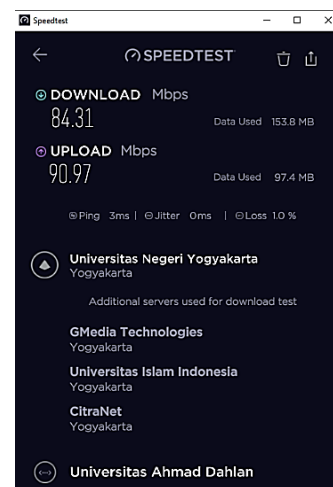 Speedtest
SPEEDTEST
DOWNLOAD Mbps
84.31
Data Used 153.8 MB
UPLOAD Mbps
90.97
Data Used 97.4 MB
Ping 3ms | Jitter 0ms | Loss 1.0 %
Universitas Negeri Yogyakarta
Yogyakarta
Additional servers used for download test
GMedia Technologies
Yogyakarta
Universitas Islam Indonesia
Yogyakarta
CitraNet
Yogyakarta
Universitas Ahmad Dahlan